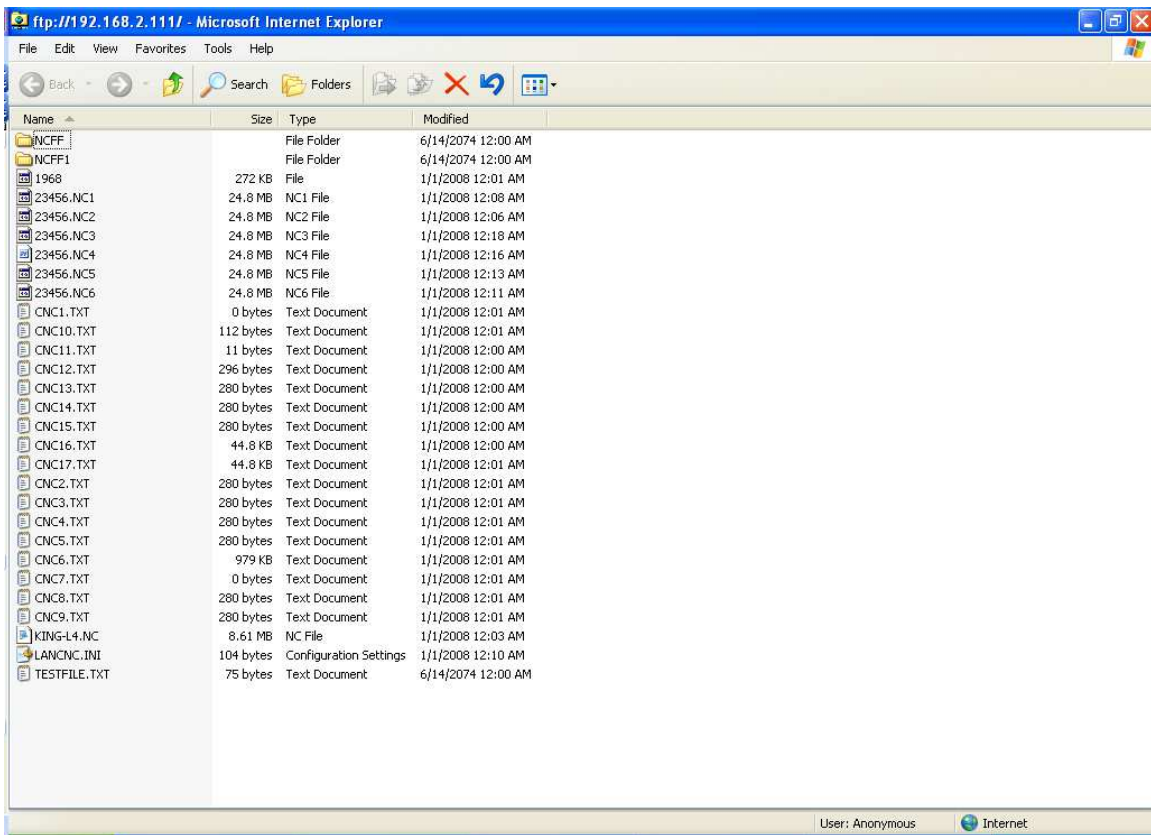 ftp://192.168.2.111/ - Microsoft Internet Explorer
File Edit View Favorites Tools Help
Back Search Folders
Name Size Type Modified
NCFF File Folder 6/14/2074 12:00 AM
NCFF1 File Folder 6/14/2074 12:00 AM
1968 272 KB File 1/1/2008 12:01 AM
23456.NC1 24.8 MB NC1 File 1/1/2008 12:08 AM
23456.NC2 24.8 MB NC2 File 1/1/2008 12:06 AM
23456.NC3 24.8 MB NC3 File 1/1/2008 12:18 AM
23456.NC4 24.8 MB NC4 File 1/1/2008 12:16 AM
23456.NC5 24.8 MB NC5 File 1/1/2008 12:13 AM
23456.NC6 24.8 MB NC6 File 1/1/2008 12:11 AM
CNC1.TXT 0 bytes Text Document 1/1/2008 12:01 AM
CNC10.TXT 112 bytes Text Document 1/1/2008 12:01 AM
CNC11.TXT 11 bytes Text Document 1/1/2008 12:00 AM
CNC12.TXT 296 bytes Text Document 1/1/2008 12:00 AM
CNC13.TXT 280 bytes Text Document 1/1/2008 12:00 AM
CNC14.TXT 280 bytes Text Document 1/1/2008 12:00 AM
CNC15.TXT 280 bytes Text Document 1/1/2008 12:00 AM
CNC16.TXT 44.8 KB Text Document 1/1/2008 12:00 AM
CNC17.TXT 44.8 KB Text Document 1/1/2008 12:01 AM
CNC2.TXT 280 bytes Text Document 1/1/2008 12:01 AM
CNC3.TXT 280 bytes Text Document 1/1/2008 12:01 AM
CNC4.TXT 280 bytes Text Document 1/1/2008 12:01 AM
CNC5.TXT 280 bytes Text Document 1/1/2008 12:01 AM
CNC6.TXT 979 KB Text Document 1/1/2008 12:01 AM
CNC7.TXT 0 bytes Text Document 1/1/2008 12:01 AM
CNC8.TXT 280 bytes Text Document 1/1/2008 12:01 AM
CNC9.TXT 280 bytes Text Document 1/1/2008 12:01 AM
KING-L4.NC 8.61 MB NC File 1/1/2008 12:03 AM
LANCNC.INI 104 bytes Configuration Settings 1/1/2008 12:10 AM
TESTFILE.TXT 75 bytes Text Document 6/14/2074 12:00 AM
User: Anonymous Internet